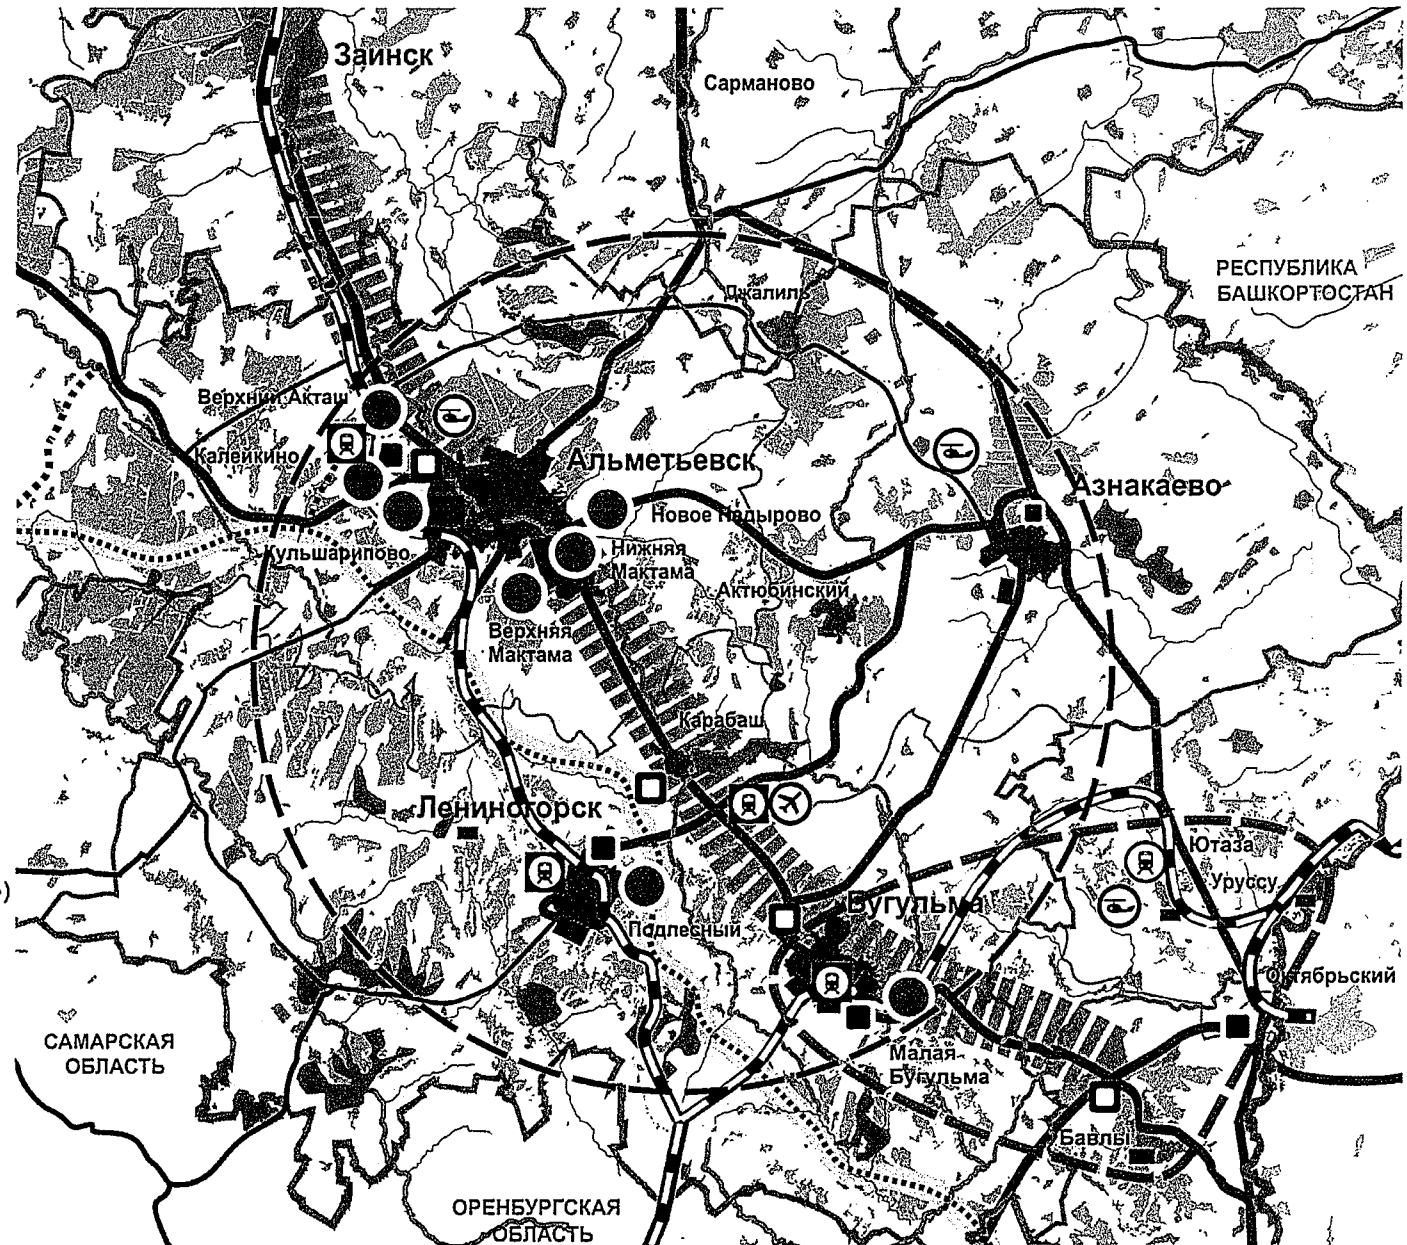 Заинск
Сарманово
РЕСПУБЛИКА
БАШКОРТОСТАН
Джалиль
Верхний Акташ
Калейкино
Альметьевск
Азнакаево
Новое Надырово
Кульшарипово
Нижняя
Мактама
Актюбинский
Верхняя
Мактама
Карабаш
Лениногорск
Ютаза
Уруссу
)
Бугульма
Подлесный
Октябрьский
САМАРСКАЯ
ОБЛАСТЬ
Малая
Бугульма
Бавлы
ОРЕНБУРГСКАЯ
ОБЛАСТЬ